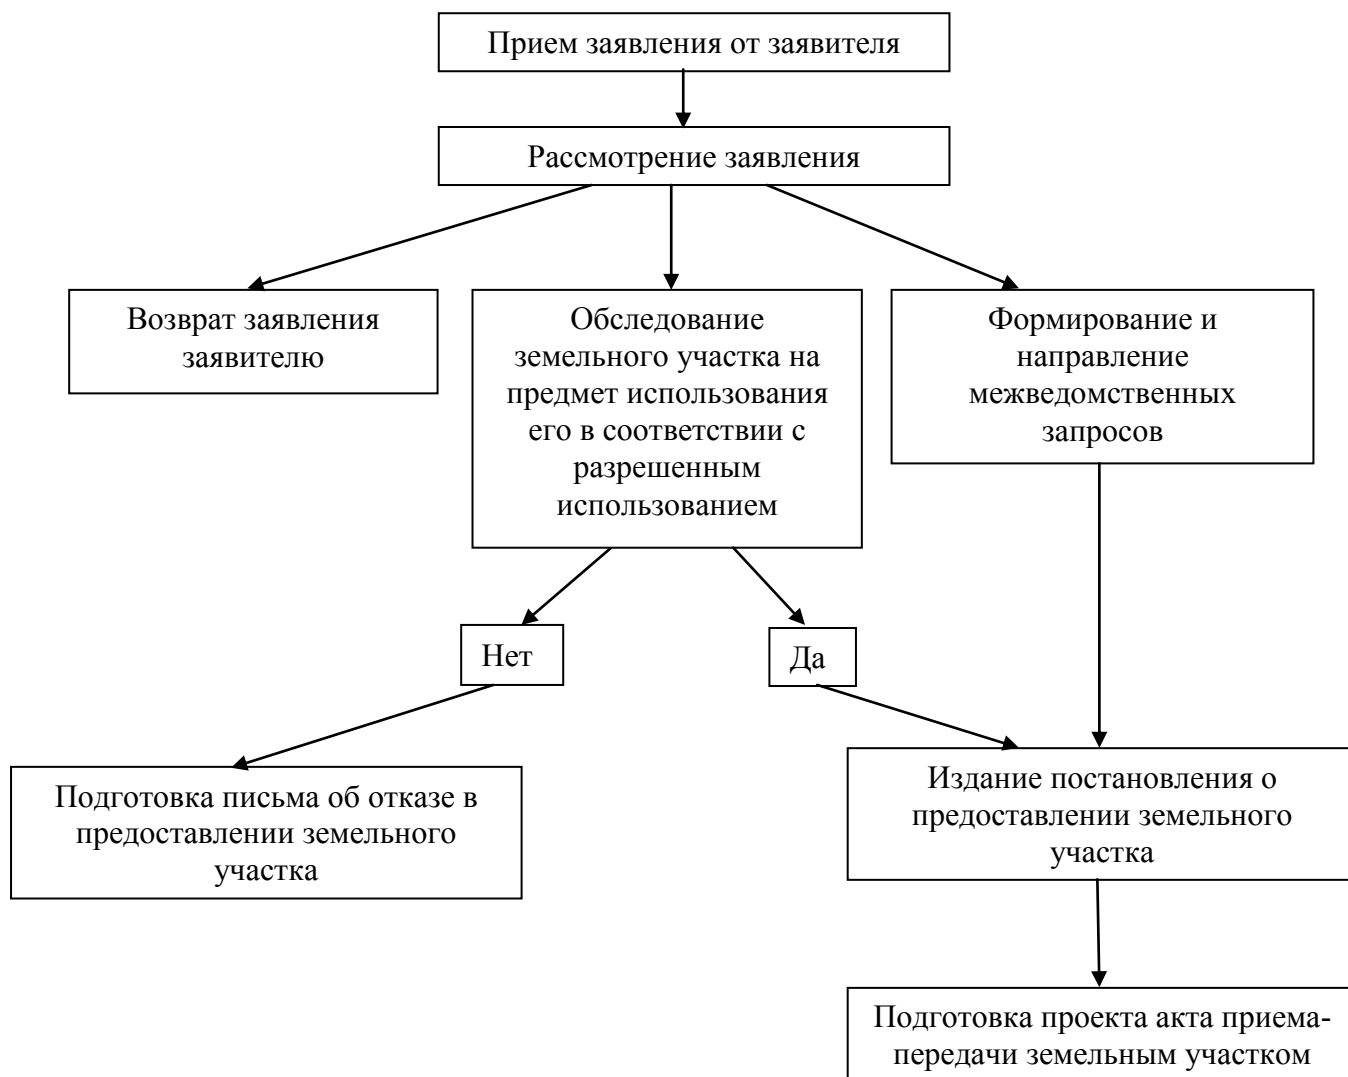 Прием заявления от заявителя
Рассмотрение заявления
Возврат заявления
заявителю
Обследование
земельного участка на
предмет использования
его в соответствии с
разрешенным
использованием
Формирование и
направление
межведомственных
запросов
Нет
Да
Подготовка письма об отказе в
предоставлении земельного
участка
Издание постановления о
предоставлении земельного
участка
Подготовка проекта акта приема-
передачи земельным участком